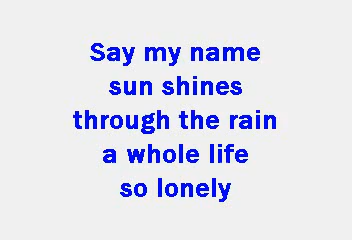 Say my name
sun shines
through the rain
a whole life
so lonely